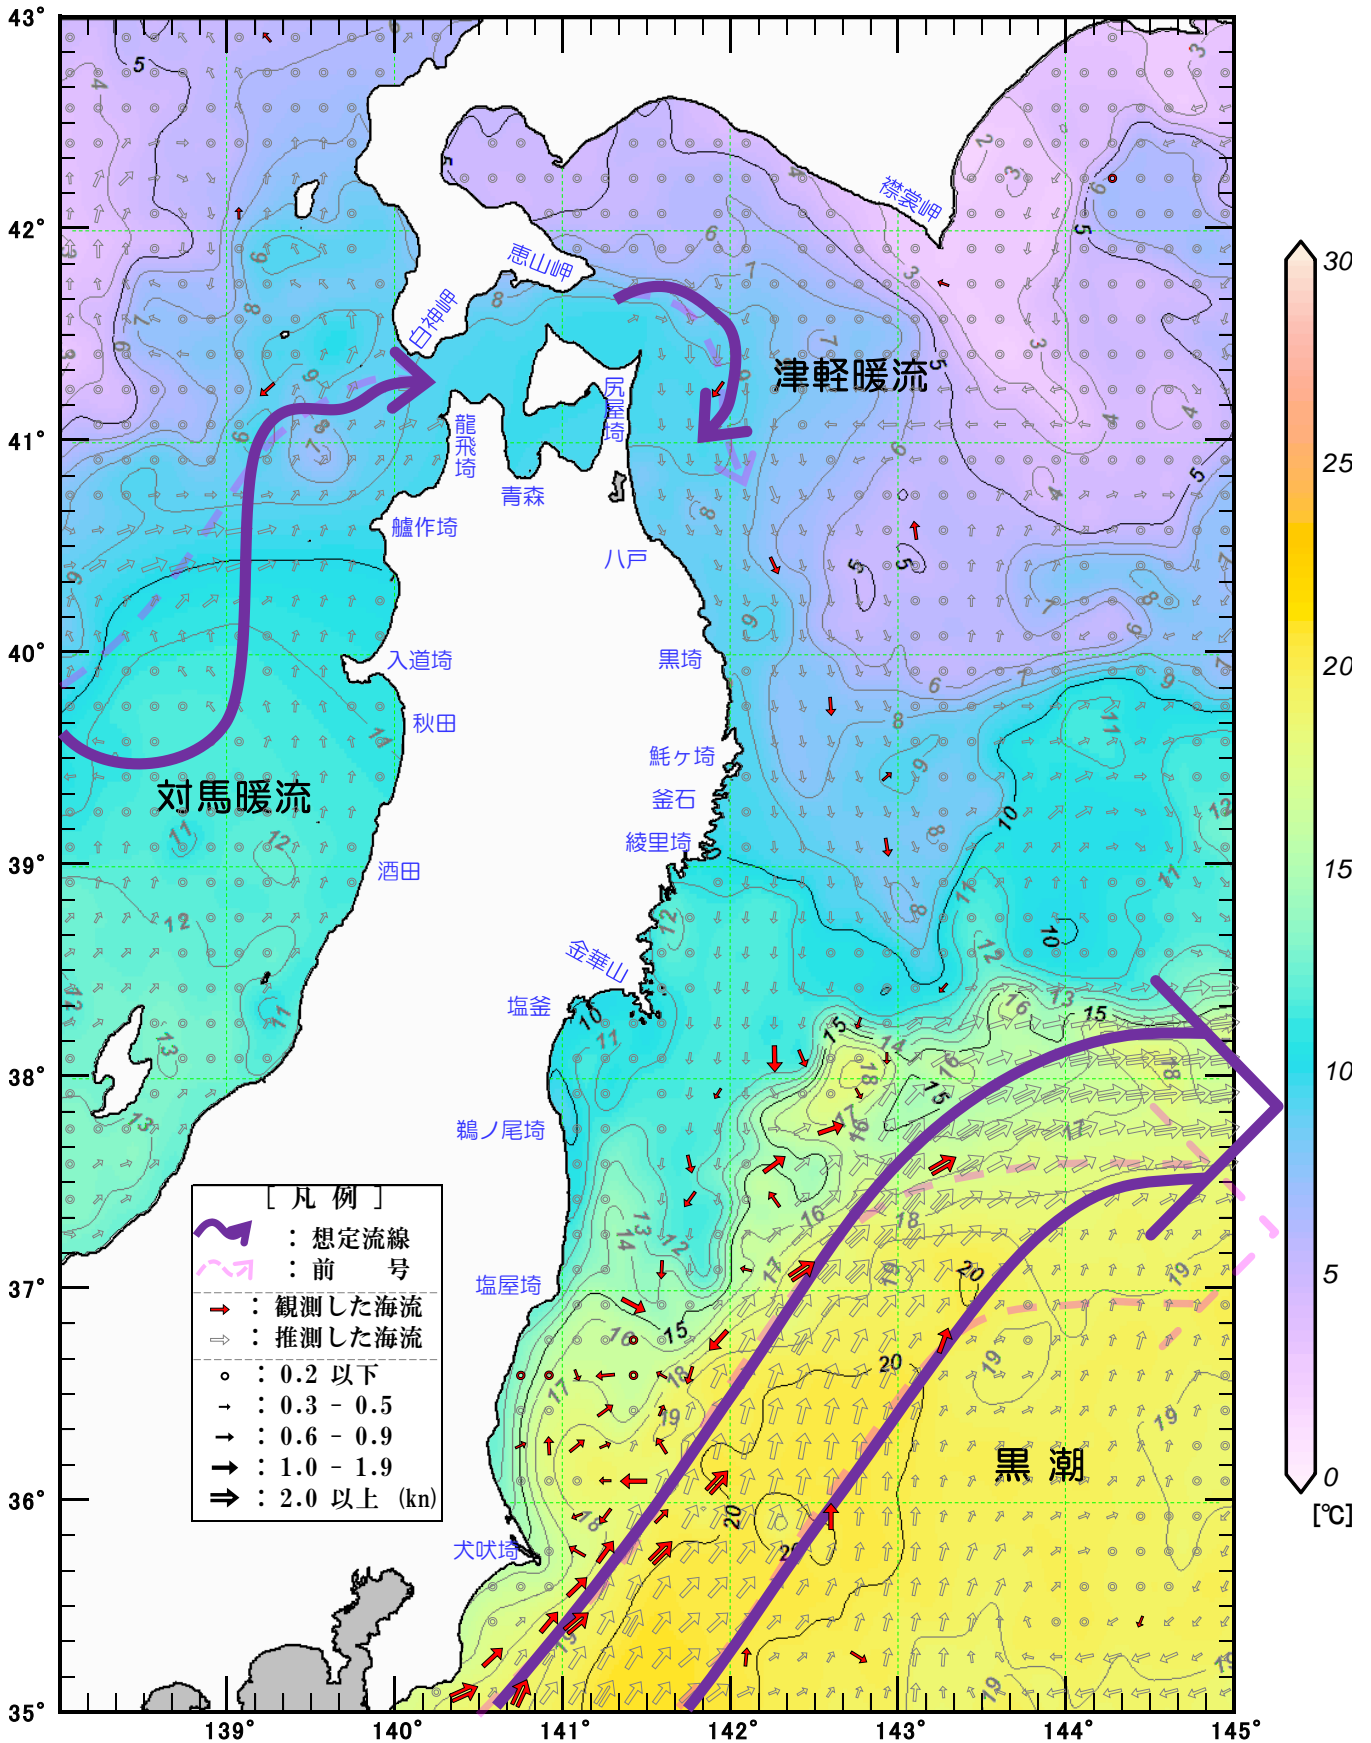 43°
42°
41°
40°
39°
38°
37°
36°
35°
139°
140°
141°
142°
143°
144°
145°
襟裳岬
恵山岬
白神岬
津軽暖流
尻屋埼
龍飛埼
青森
艫作埼
八戸
入道埼
黒埼
秋田
魹ヶ埼
対馬暖流
釜石
綾里埼
酒田
金華山
塩釜
鵜ノ尾埼
塩屋埼
黒潮
犬吠埼
[ 凡 例 ]
: 想定流線
: 前 号
: 観測した海流
: 推測した海流
: 0.2 以下
: 0.3 - 0.5
: 0.6 - 0.9
: 1.0 - 1.9
: 2.0 以上 (kn)
30
25
20
15
10
5
0
[℃]